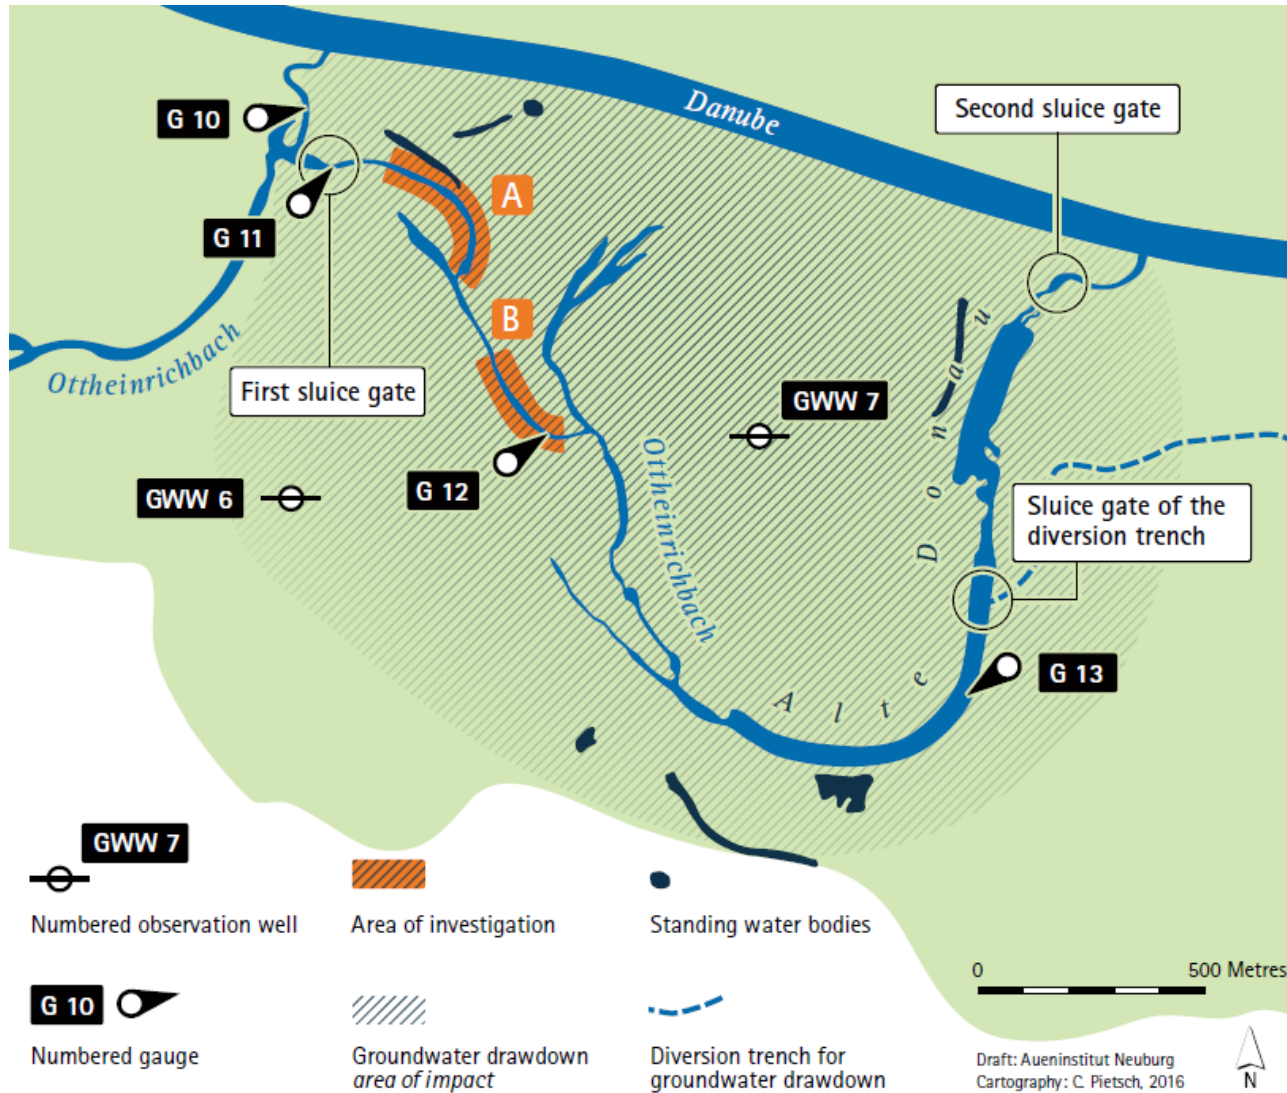 Danube
Second sluice gate
G 10
A
G 11
B
Ottheinrichbach
First sluice gate
GWW 7
Ottheinrichbach
GWW 6
G 12
Sluice gate of the
diversion trench
Alte Donau
G 13
GWW 7
Numbered observation well
Area of investigation
Standing water bodies
0 500 Metres
G 10
Numbered gauge
Groundwater drawdown
area of impact
Diversion trench for
groundwater drawdown
Draft: Aueninstitut Neuburg
Cartography: C. Pietsch, 2016
N